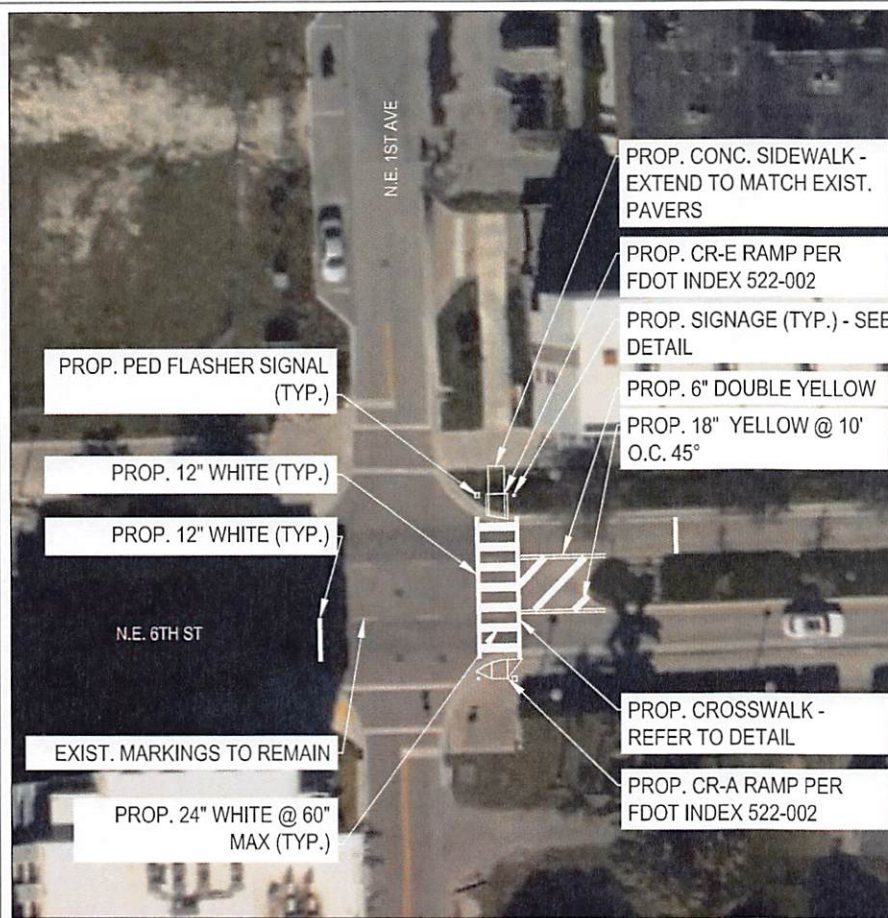 N.E. 1ST AVE
PROP. CONC. SIDEWALK -
EXTEND TO MATCH EXIST.
PAVERS
PROP. CR-E RAMP PER
FDOT INDEX 522-002
PROP. SIGNAGE (TYP.) - SEE
DETAIL
PROP. 6" DOUBLE YELLOW
PROP. 18" YELLOW @ 10'
O.C. 45°
PROP. PED FLASHER SIGNAL
(TYP.)
PROP. 12" WHITE (TYP.)
PROP. 12" WHITE (TYP.)
N.E. 6TH ST
EXIST. MARKINGS TO REMAIN
PROP. 24" WHITE @ 60"
MAX (TYP.)
PROP. CROSSWALK -
REFER TO DETAIL
PROP. CR-A RAMP PER
FDOT INDEX 522-002